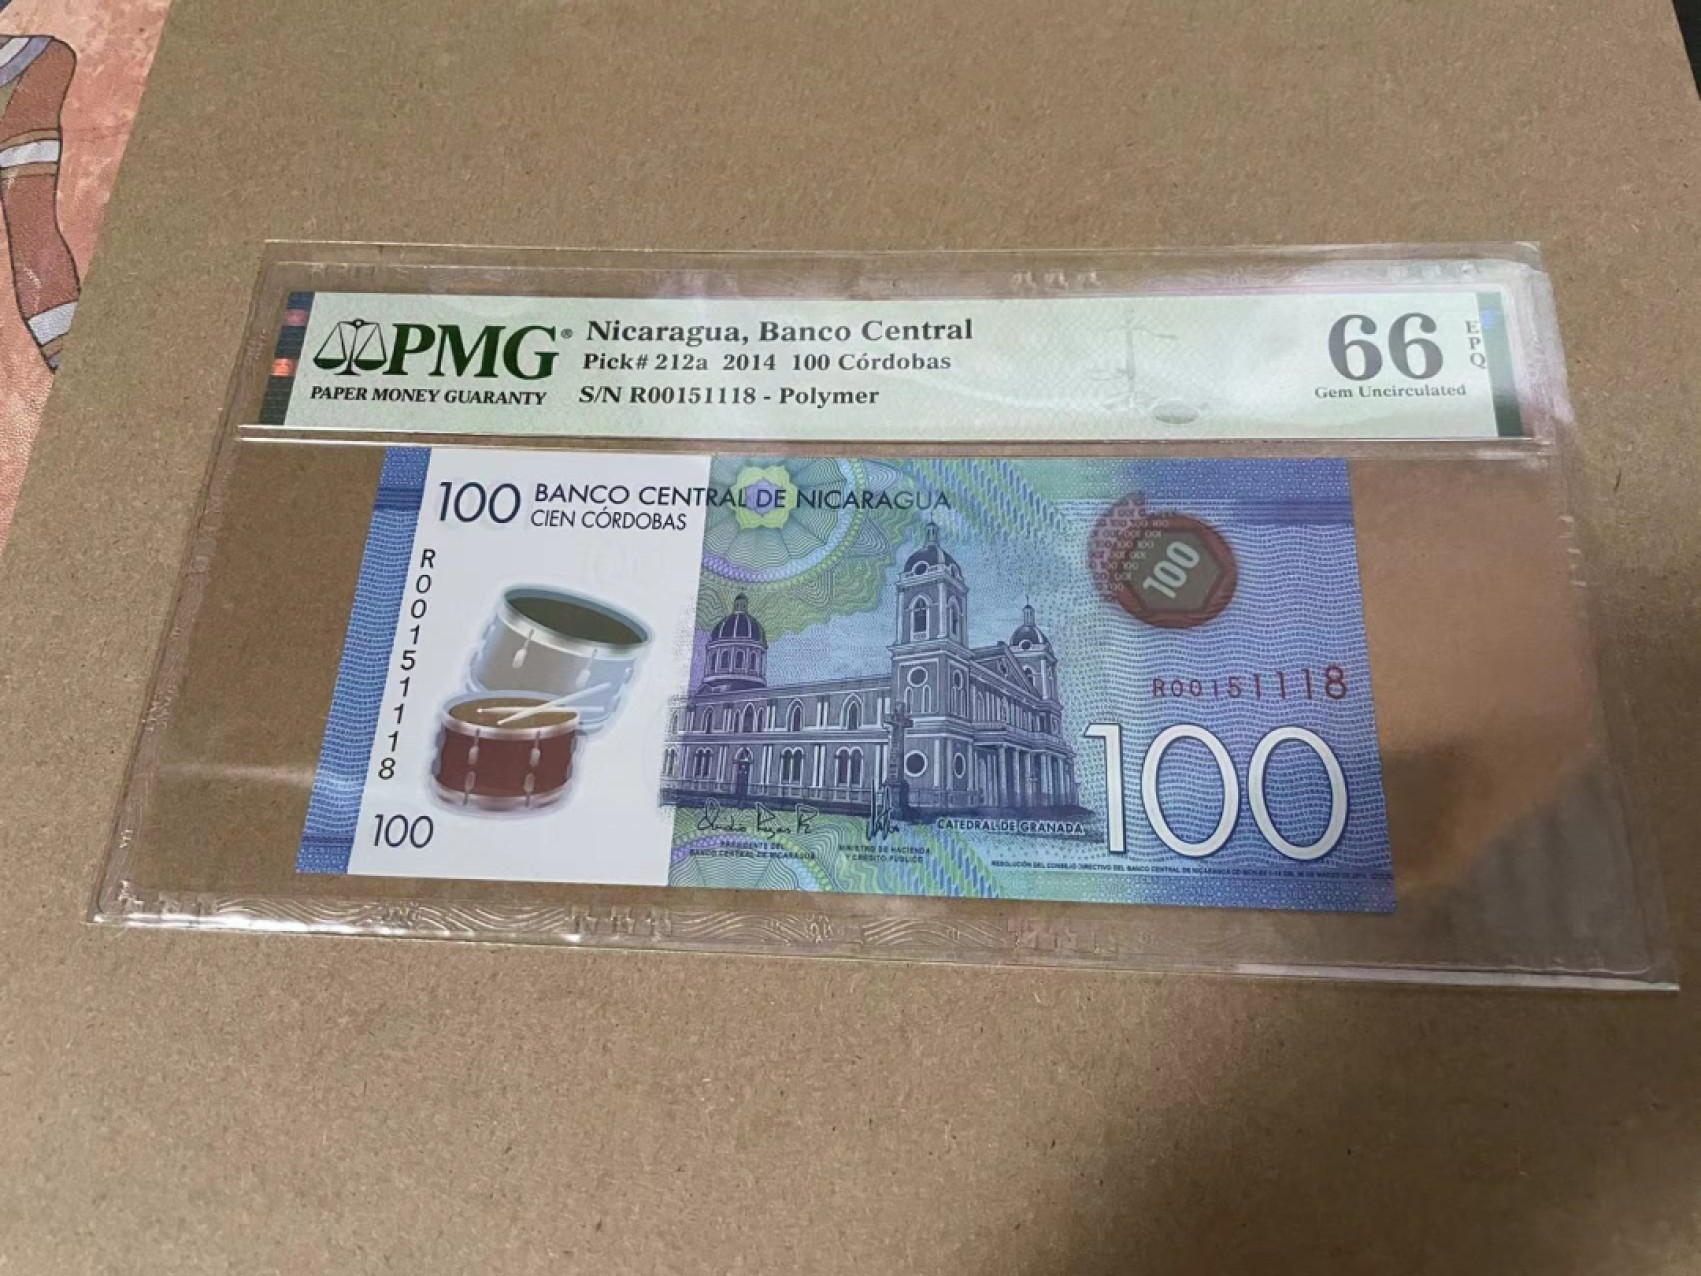 PMG®
PAPER MONEY GUARANTY
Nicaragua, Banco Central
Pick# 212a 2014 100 Córdobas
S/N R00151118 - Polymer
66
EPQ
Gem Uncirculated
100 BANCO CENTRAL DE NICARAGUA
CIEN CÓRDOBAS
R00151118
100
100
R00151118
100
CATEDRAL DE GRANADA
PRESIDENTE DEL
BANCO CENTRAL DE NICARAGUA
MINISTRO DE HACIENDA
Y CRÉDITO PÚBLICO